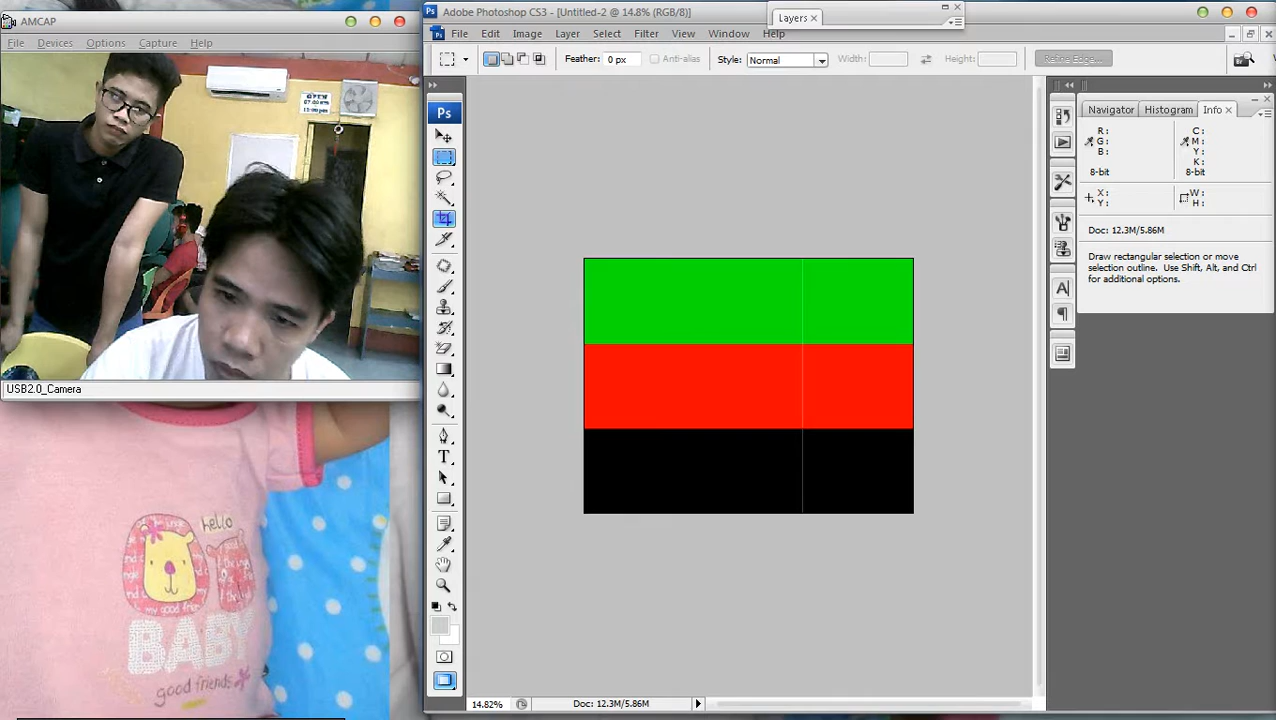 AMCAP
File Devices Options Capture Help
OPEN
USB2.0_Camera
hello
BABY
good friends
Adobe Photoshop CS3 - [Untitled-2 @ 14.8% (RGB/8)]
Layers
File Edit Image Layer Select Filter View Window Help
Feather: 0 px Anti-alias Style: Normal Width: Height: Refine Edge...
Ps
Navigator Histogram Info
R: C:
G: M:
B: Y:
K:
8-bit 8-bit
X: W:
Y: H:
Doc: 12.3M/5.86M
Draw rectangular selection or move
selection outline. Use Shift, Alt, and Ctrl
for additional options.
14.82% Doc: 12.3M/5.86M